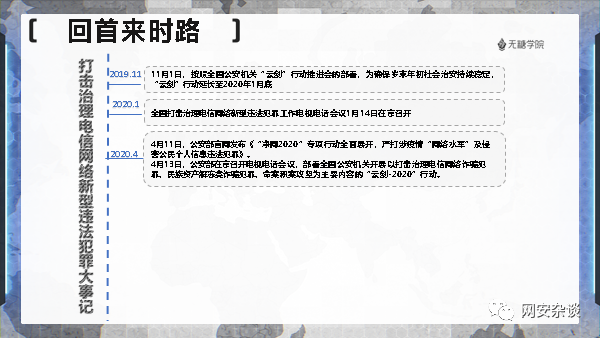 [ 回首来时路 ]
无糖学院
打击治理电信网络新型违法犯罪大事记
2019.11
11月1日，按照全国公安机关“云剑”行动推进会的部署，为确保岁末年初社会治安持续稳定，
“云剑”行动延长至2020年1月底
2020.1
全国打击治理电信网络新型违法犯罪工作电视电话会议1月14日在京召开
2020.4
4月11日，公安部官网发布《“净网2020”专项行动全面展开，严打涉疫情“网络水军”及侵
害公民个人信息违法犯罪》。
4月13日，公安部在京召开电视电话会议，部署全国公安机关开展以打击治理电信网络诈骗犯
罪、民族资产解冻类诈骗犯罪、命案积案攻坚为主要内容的“云剑-2020”行动。
网安杂谈